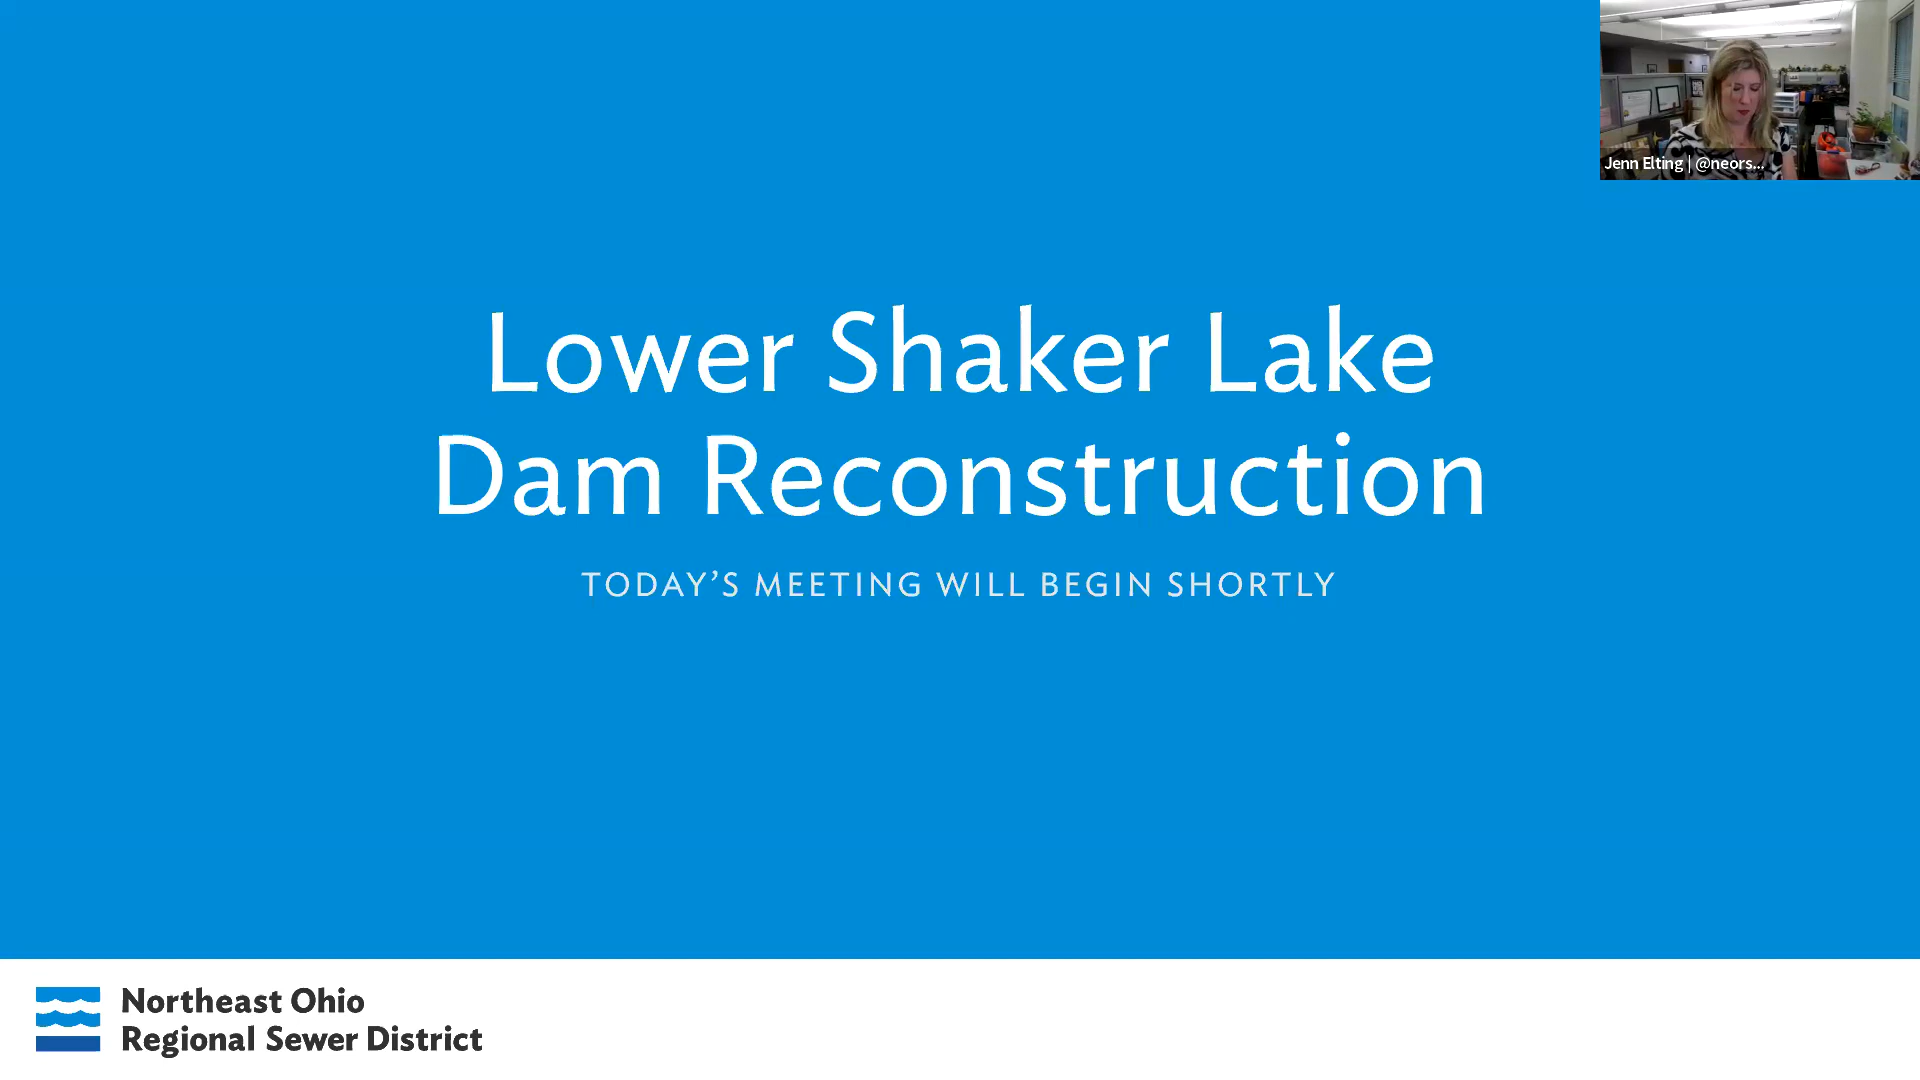 Jenn Elting | @neors...
Lower Shaker Lake
Dam Reconstruction
TODAY’S MEETING WILL BEGIN SHORTLY
Northeast Ohio
Regional Sewer District